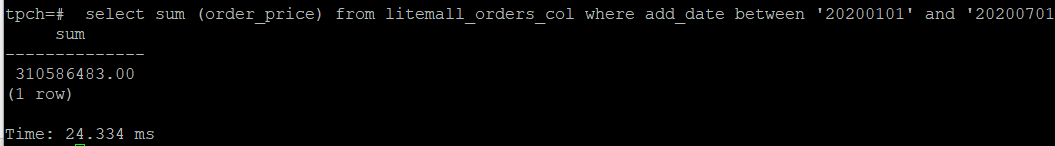 tpch=#  select sum (order_price) from litemall_orders_col where add_date between '20200101' and '20200701
     sum
--------------
 310586483.00
(1 row)

Time: 24.334 ms